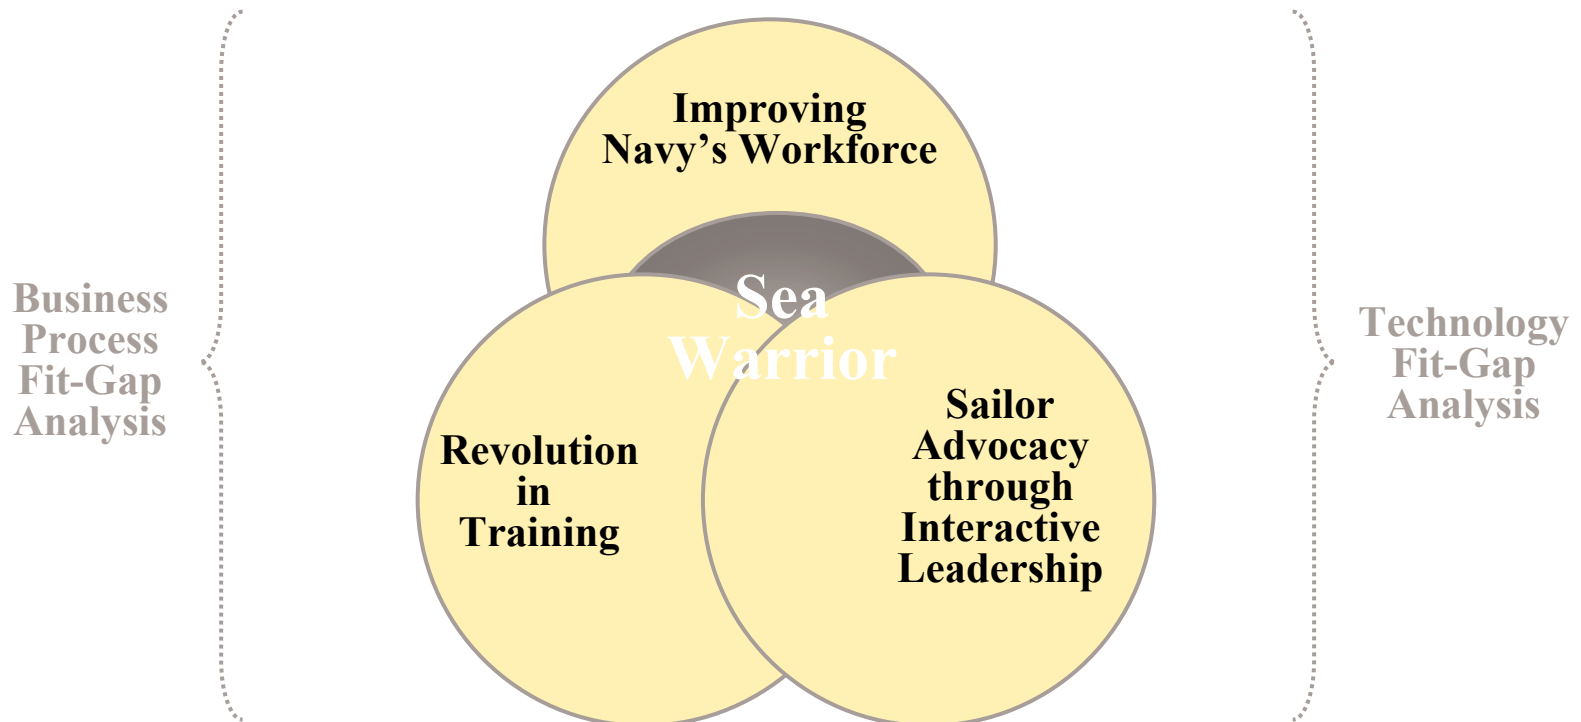 Improving
Navy’s Workforce
Sea
Warrior
Business
Process
Fit-Gap
Analysis
Technology
Fit-Gap
Analysis
Revolution
in
Training
Sailor
Advocacy
through
Interactive
Leadership